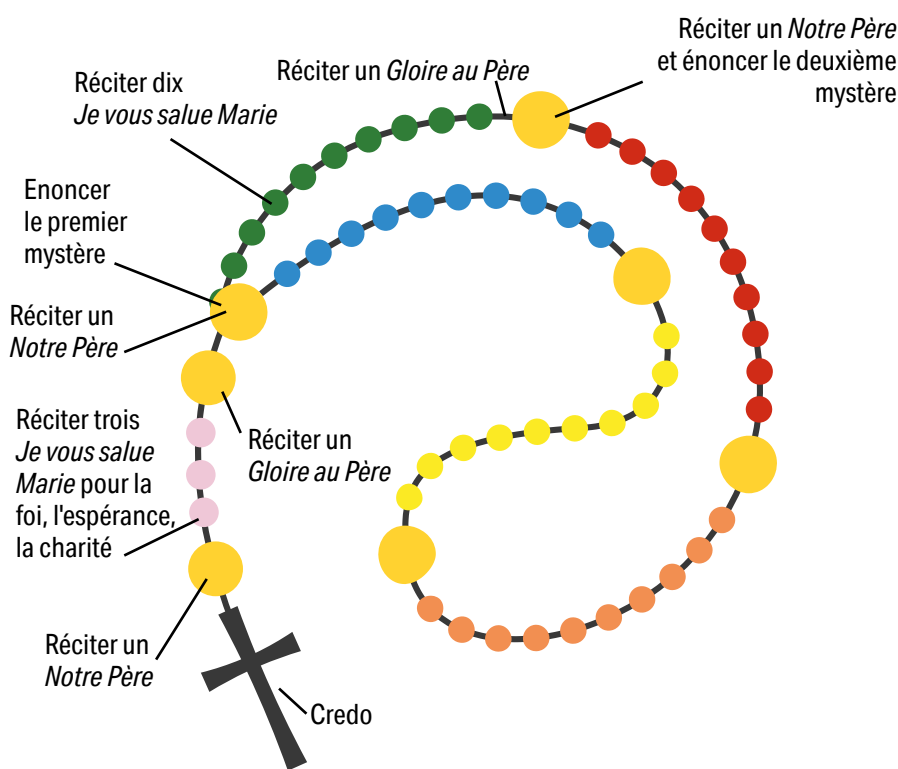 Réciter un Notre Père
et énoncer le deuxième
mystère
Réciter un Gloire au Père
Réciter dix
Je vous salue Marie
Enoncer
le premier
mystère
Réciter un
Notre Père
Réciter trois
Je vous salue
Marie pour la
foi, l'espérance,
la charité
Réciter un
Gloire au Père
Réciter un
Notre Père
Credo